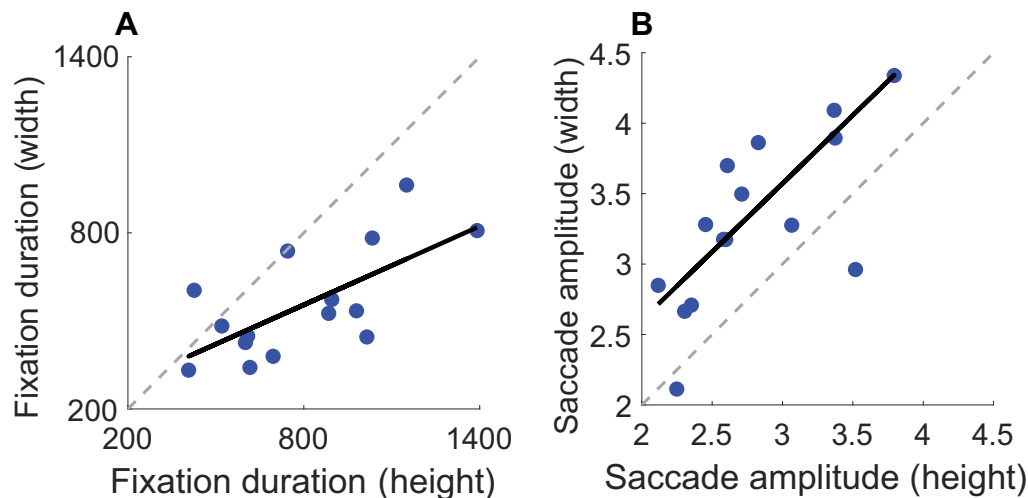 A
Fixation duration (width)
1400
800
200
200 800 1400
Fixation duration (height)
B
Saccade amplitude (width)
4.5
4
3.5
3
2.5
2
2 2.5 3 3.5 4 4.5
Saccade amplitude (height)